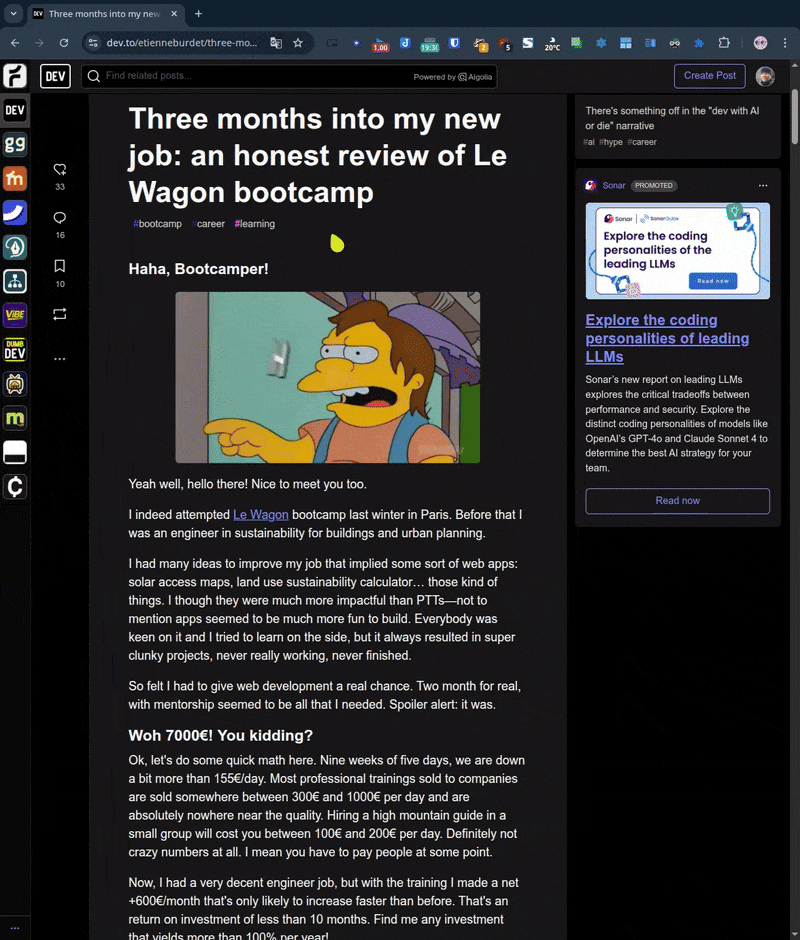 Three months into my new
dev.to/etienneburdet/three-mo...
1.00
19:3(
2
5
20°C
DEV
Find related posts...
Powered by Algolia
Create Post
DEV
gg
m
ViBE
DUMB
DEV
m
33
16
10
Three months into my new
job: an honest review of Le
Wagon bootcamp
#bootcamp #career #learning
Haha, Bootcamper!
Yeah well, hello there! Nice to meet you too.
I indeed attempted Le Wagon bootcamp last winter in Paris. Before that I
was an engineer in sustainability for buildings and urban planning.
I had many ideas to improve my job that implied some sort of web apps:
solar access maps, land use sustainability calculator… those kind of
things. I though they were much more impactful than PTTs—not to
mention apps seemed to be much more fun to build. Everybody was
keen on it and I tried to learn on the side, but it always resulted in super
clunky projects, never really working, never finished.
So felt I had to give web development a real chance. Two month for real,
with mentorship seemed to be all that I needed. Spoiler alert: it was.
Woh 7000€! You kidding?
Ok, let's do some quick math here. Nine weeks of five days, we are down
a bit more than 155€/day. Most professional trainings sold to companies
are sold somewhere between 300€ and 1000€ per day and are
absolutely nowhere near the quality. Hiring a high mountain guide in a
small group will cost you between 100€ and 200€ per day. Definitely not
crazy numbers at all. I mean you have to pay people at some point.
Now, I had a very decent engineer job, but with the training I made a net
+600€/month that's only likely to increase faster than before. That's an
return on investment of less than 10 months. Find me any investment
that yields more than 100% per year!
There's something off in the "dev with AI
or die" narrative
#ai #hype #career
Sonar PROMOTED
Sonar | SonarQube
Explore the coding
personalities of the
leading LLMs
Read now
Explore the coding
personalities of leading
LLMs
Sonar's new report on leading LLMs
explores the critical tradeoffs between
performance and security. Explore the
distinct coding personalities of models like
OpenAI's GPT-4o and Claude Sonnet 4 to
determine the best AI strategy for your
team.
Read now